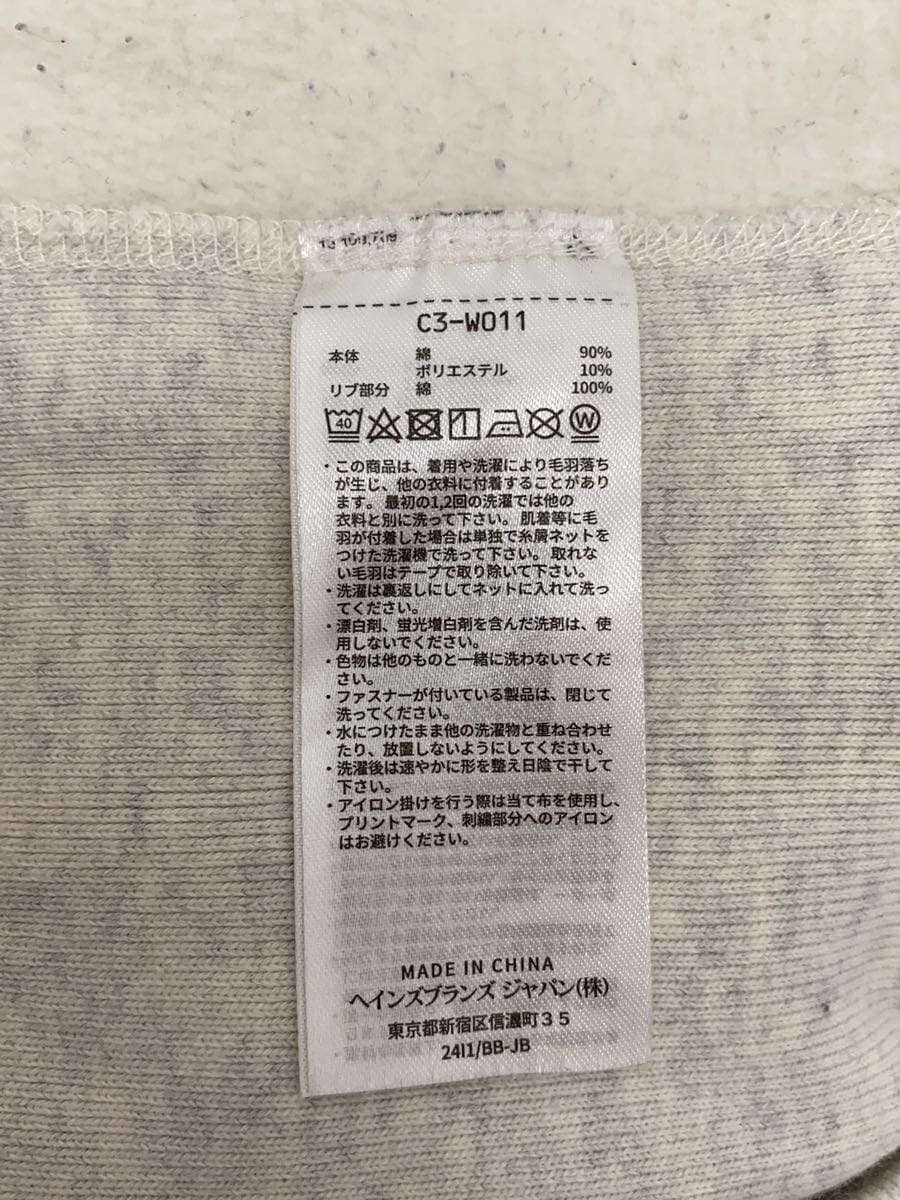 C3-W011
本体 綿 90%
ポリエステル 10%
リブ部分 綿 100%
40
W
・この商品は、着用や洗濯により毛羽落ち
が生じ、他の衣料に付着することがあり
ます。最初の1,2回の洗濯では他の
衣料と別に洗って下さい。肌着等に毛
羽が付着した場合は単独で糸屑ネットを
つけた洗濯機で洗って下さい。取れな
い毛羽はテープで取り除いて下さい。
・洗濯は裏返しにしてネットに入れて洗っ
てください。
・漂白剤、蛍光増白剤を含んだ洗剤は、使
用しないでください。
・色物は他のものと一緒に洗わないでくだ
さい。
・ファスナーが付いている製品は、閉じて
洗ってください。
・水につけたまま他の洗濯物と重ね合わせ
たり、放置しないようにしてください。
・洗濯後は速やかに形を整え日陰で干して
下さい。
・アイロン掛けを行う際は当て布を使用し、
プリントマーク、刺繍部分へのアイロン
はお避けください。
MADE IN CHINA
ヘインズブランズ ジャパン(株)
東京都新宿区信濃町35
24I1/BB-JB